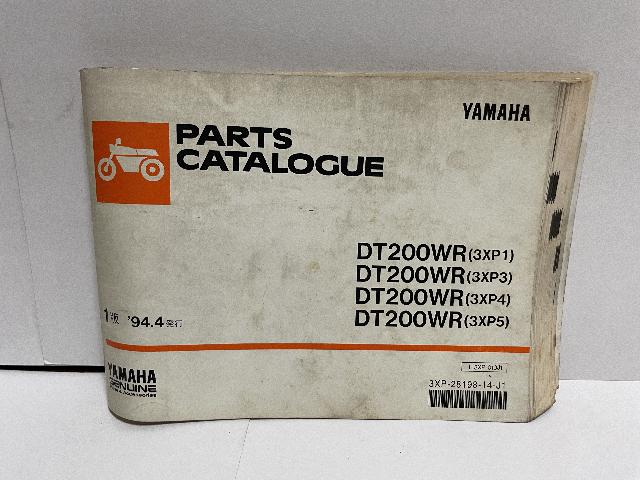 YAMAHA
PARTS
CATALOGUE
DT200WR(3XP1)
DT200WR(3XP3)
DT200WR(3XP4)
DT200WR(3XP5)
1版 '94.4発行
YAMAHA
GENUINE
3XP-28198-14-J1